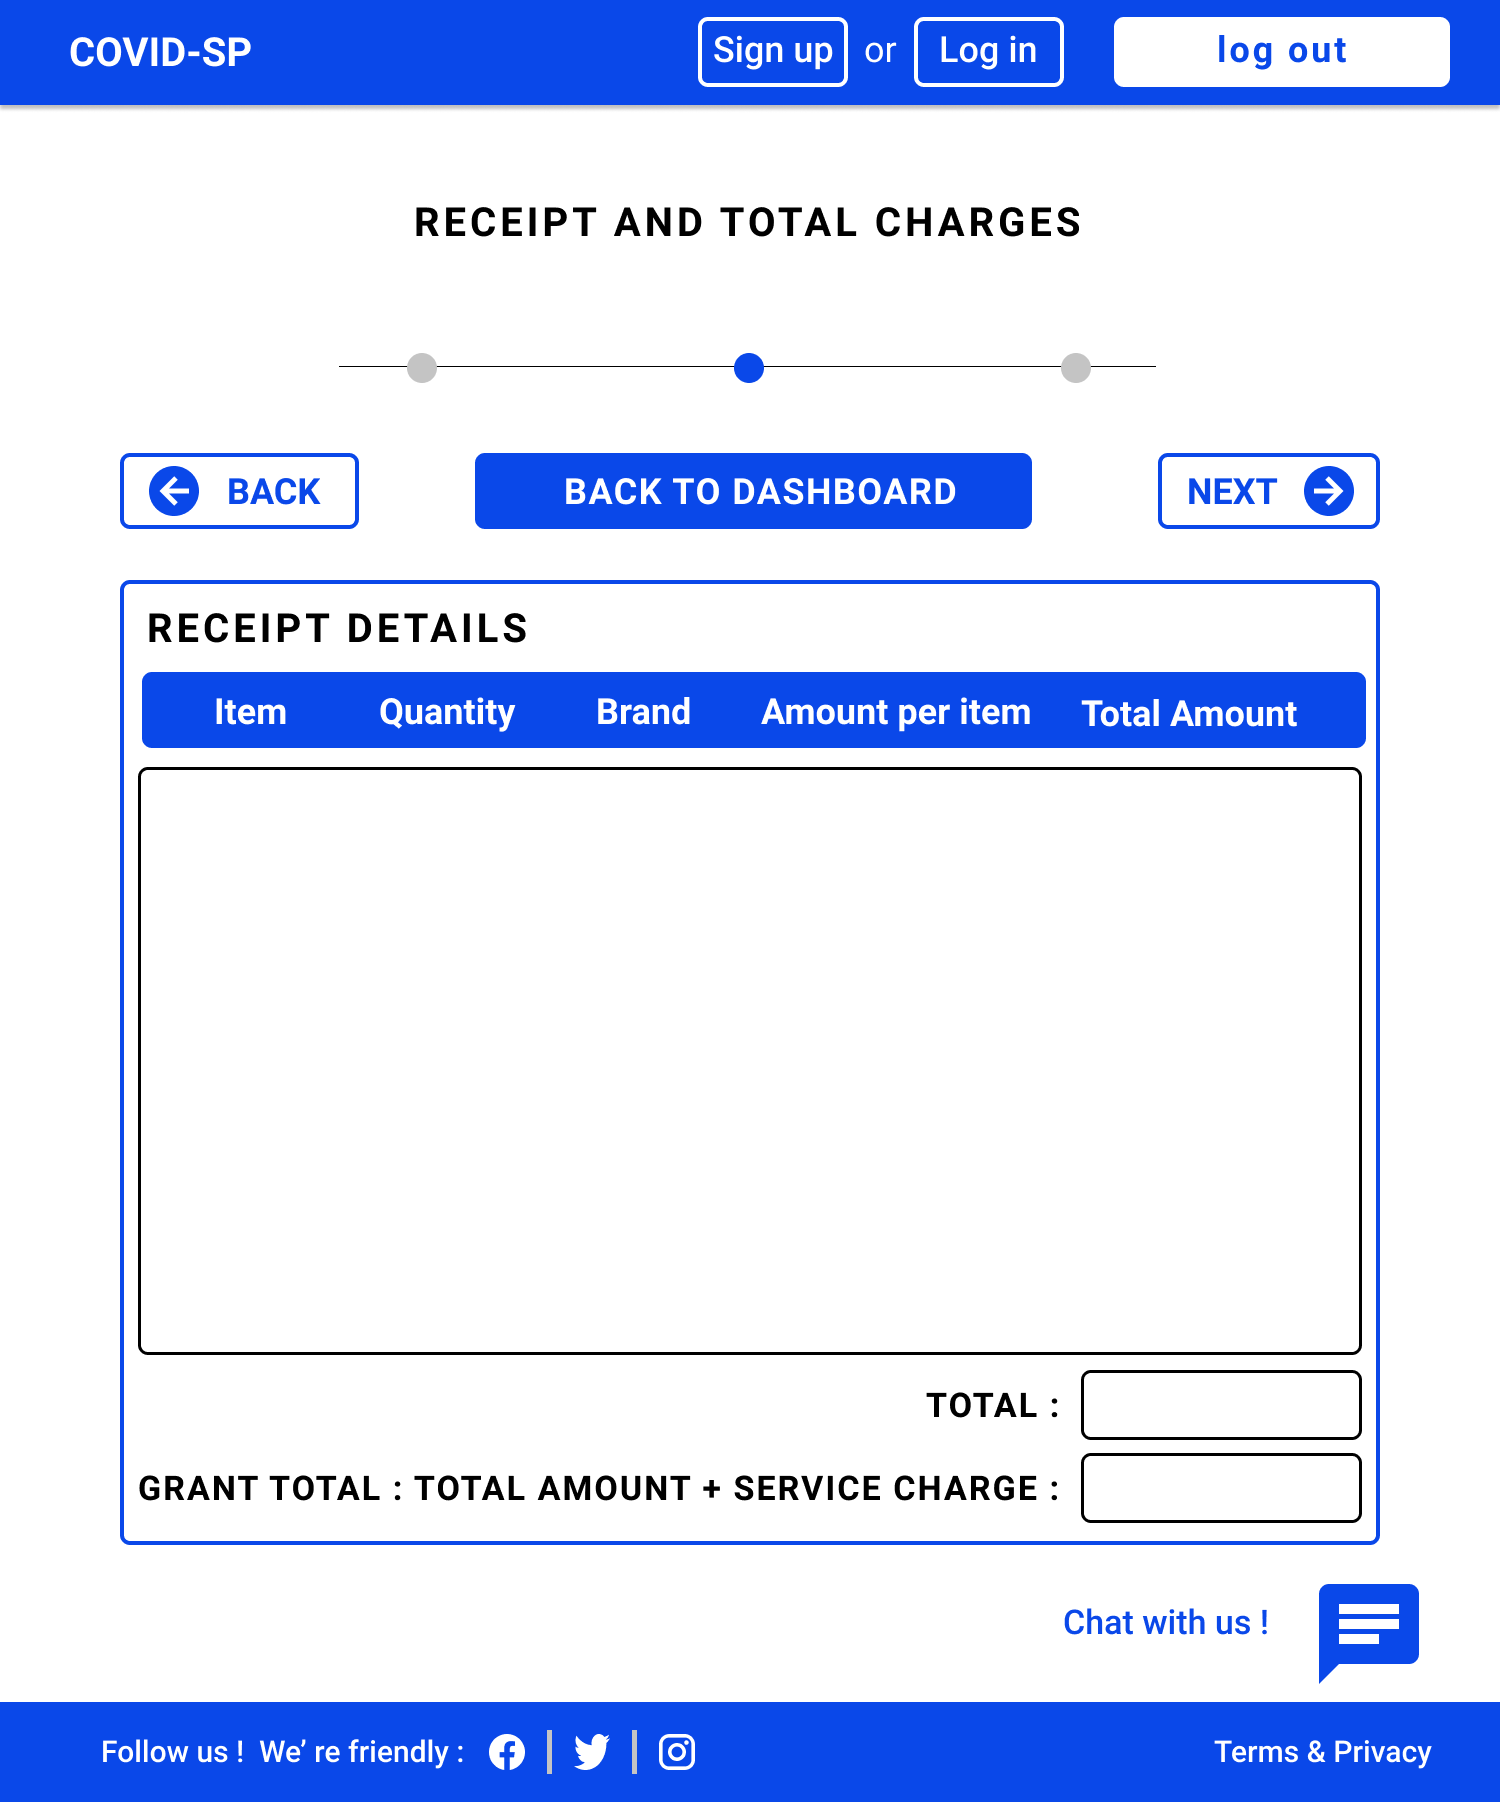 COVID-SP
Sign up or Log in
log out
RECEIPT AND TOTAL CHARGES
BACK
BACK TO DASHBOARD
NEXT
RECEIPT DETAILS
Item Quantity Brand Amount per item Total Amount
TOTAL :
GRANT TOTAL : TOTAL AMOUNT + SERVICE CHARGE :
Chat with us !
Follow us ! We’ re friendly :
Terms & Privacy